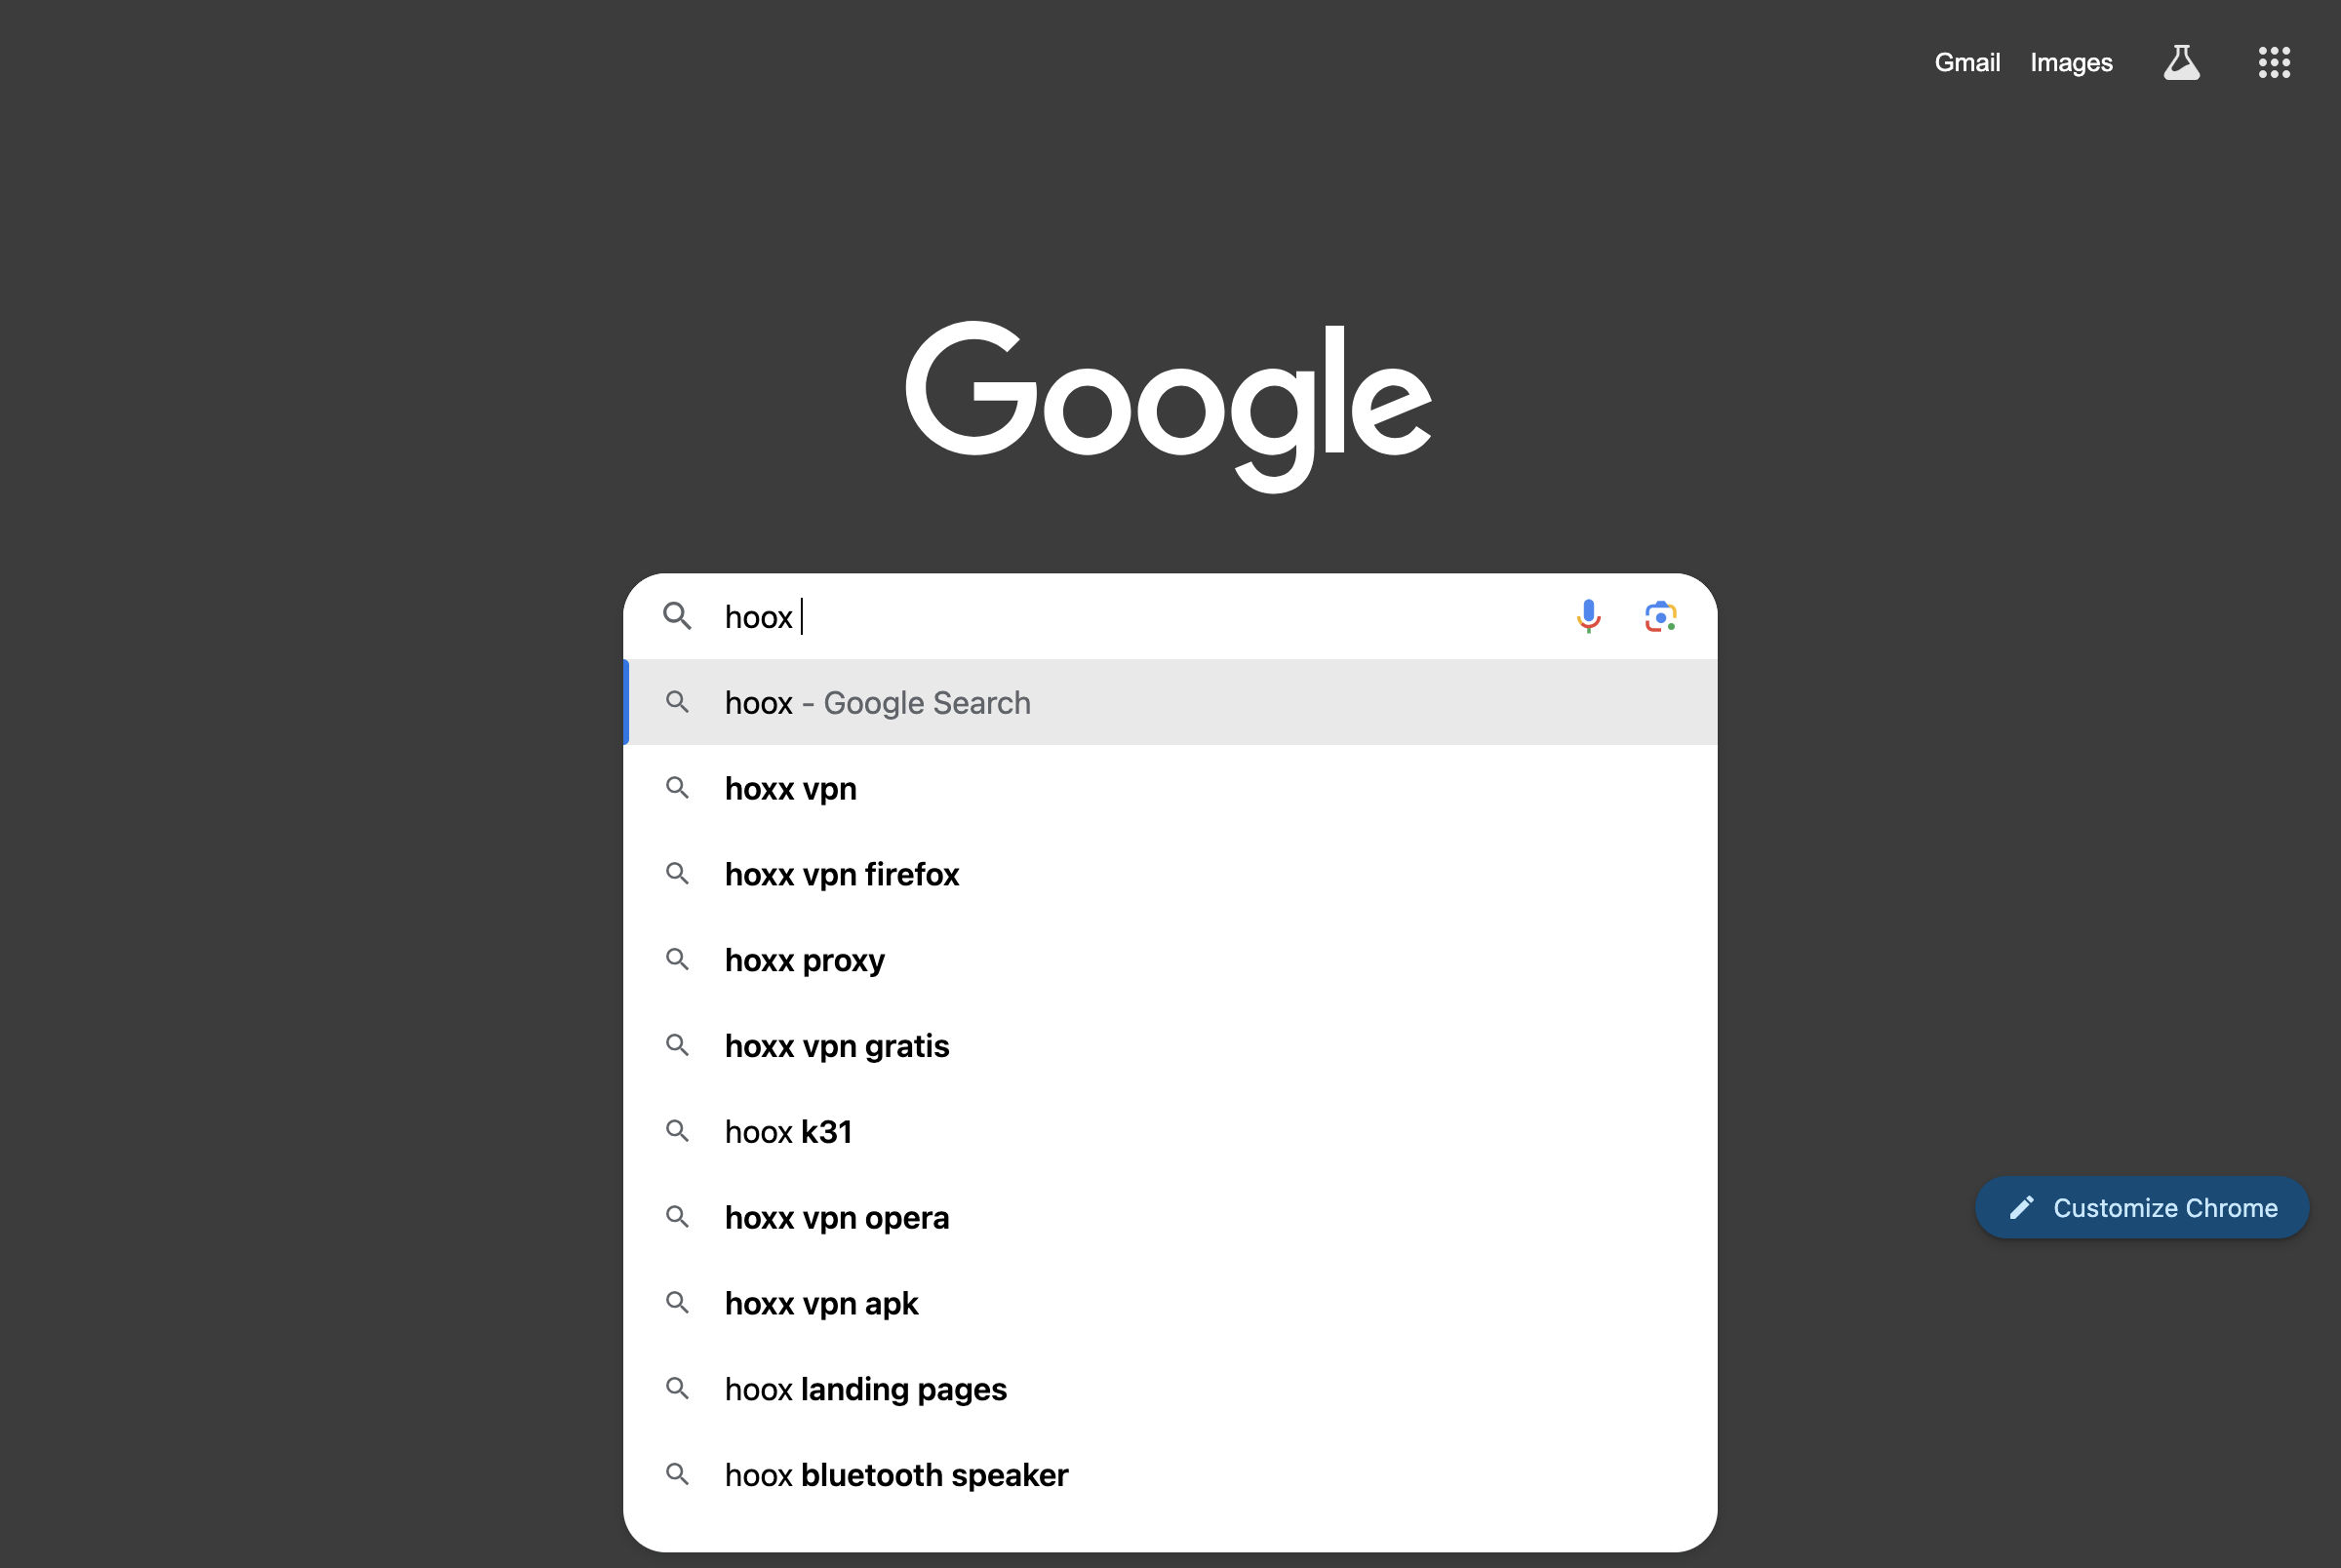 Gmail Images
Google
hoox
hoox - Google Search
hoxx vpn
hoxx vpn firefox
hoxx proxy
hoxx vpn gratis
hoox k31
hoxx vpn opera
hoxx vpn apk
hoox landing pages
hoox bluetooth speaker
Customize Chrome